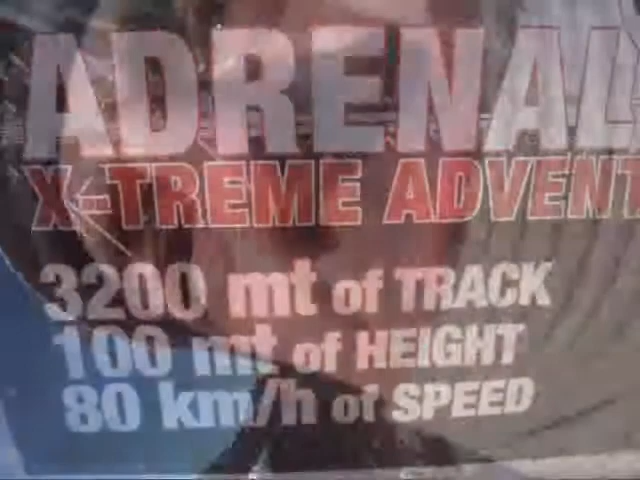 ADRENAL
X-TREME ADVENT
3200 mt of TRACK
100 mt of HEIGHT
80 km/h of SPEED